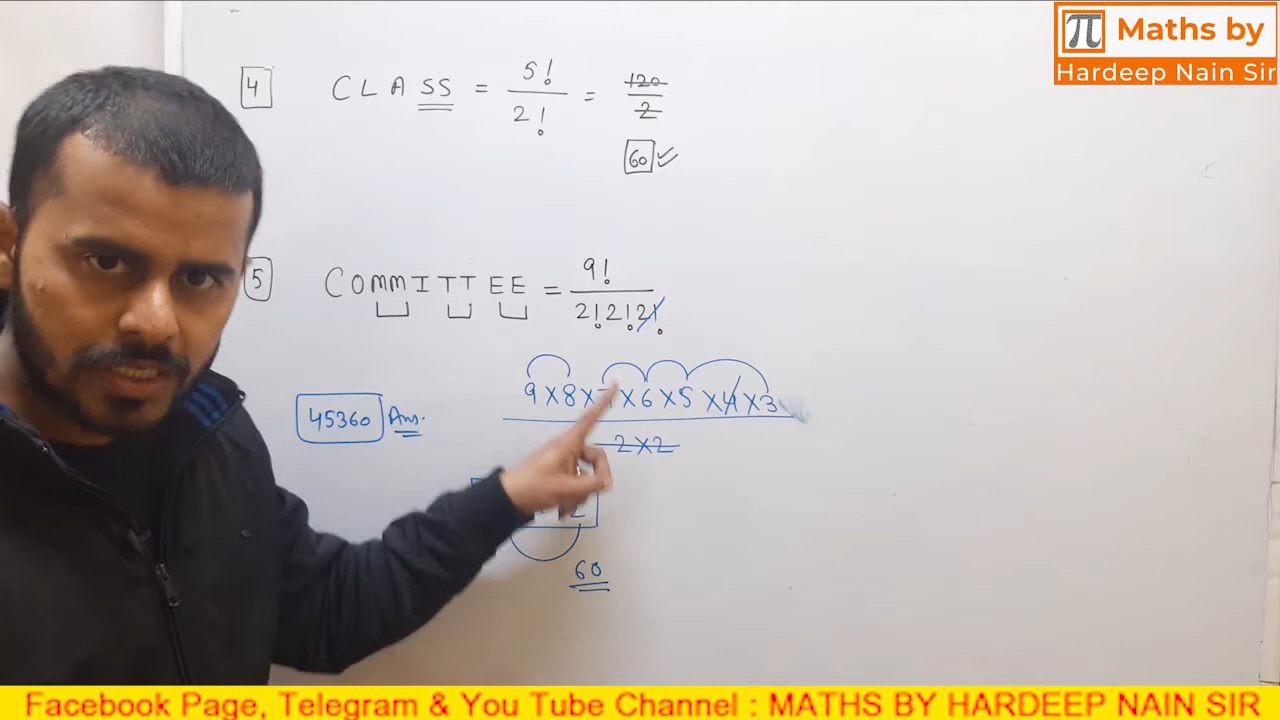 π Maths by
Hardeep Nain Sir
4 CLASS = 5! / 2! = 120 / 2
60
5 COMMITTEE = 9! / 2! 2! 2!
9 × 8 × 7 × 6 × 5 × 4 × 3
2 × 2
45360 Ans.
60
Facebook Page, Telegram & You Tube Channel : MATHS BY HARDEEP NAIN SIR